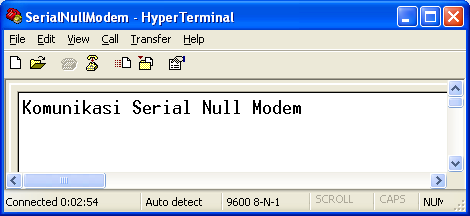 SerialNullModem - HyperTerminal
File Edit View Call Transfer Help
Komunikasi Serial Null Modem
Connected 0:02:54 Auto detect 9600 8-N-1 SCROLL CAPS NUM